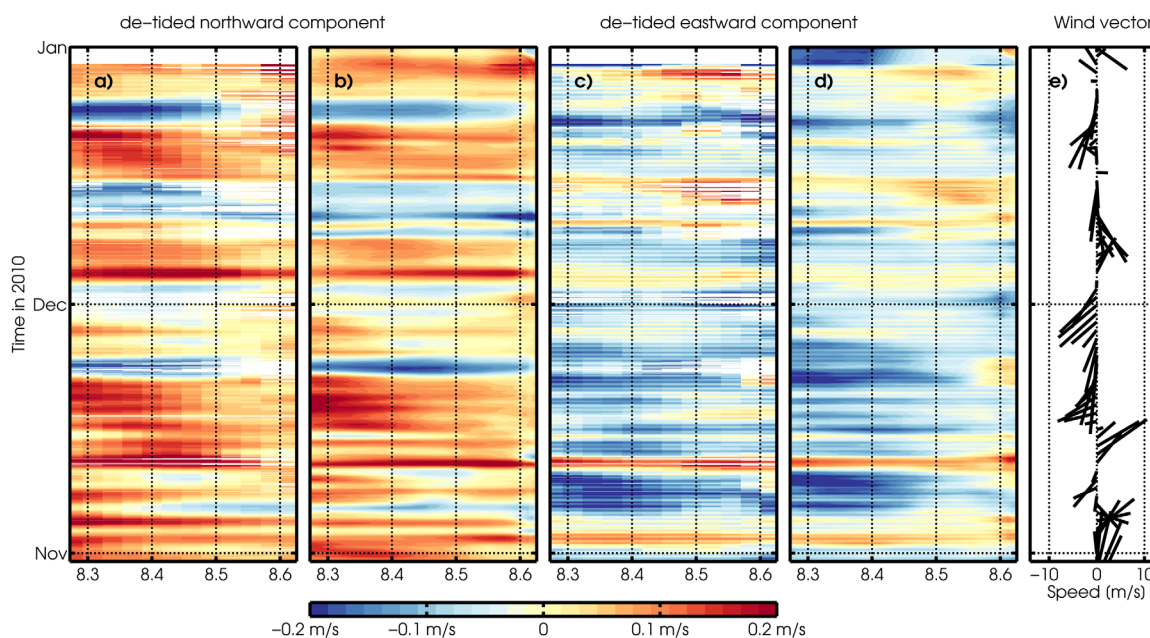 de-tided northward component
de-tided eastward component
Wind vector
Jan
a)
b)
c)
d)
e)
Time in 2010
Dec
Nov
8.3 8.4 8.5 8.6
8.3 8.4 8.5 8.6
8.3 8.4 8.5 8.6
8.3 8.4 8.5 8.6
−10 0 10
Speed (m/s)
−0.2 m/s −0.1 m/s 0 0.1 m/s 0.2 m/s